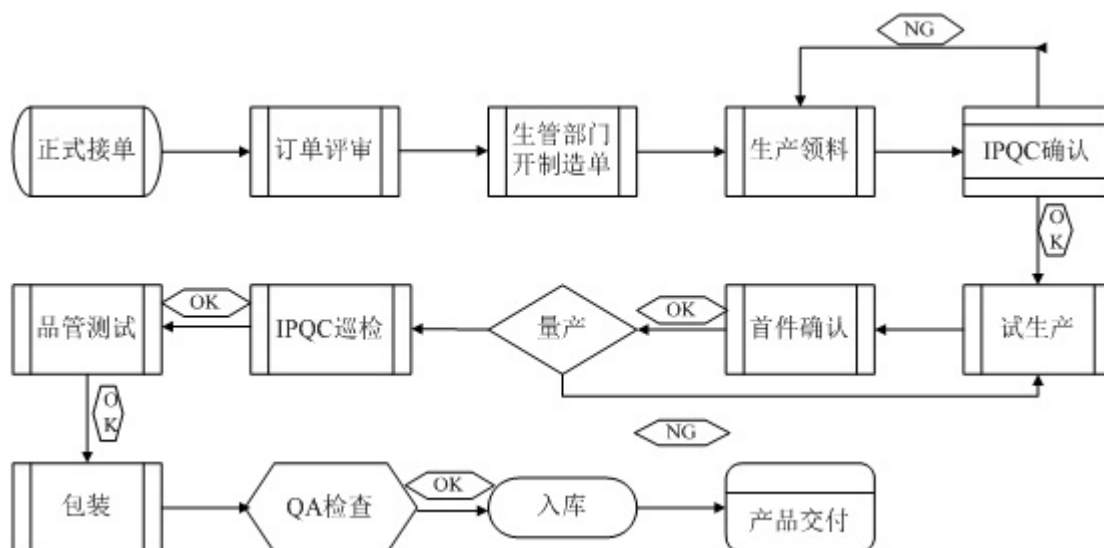 NG
正式接单
订单评审
生管部门
开制造单
生产领料
IPQC确认
O
K
品管测试
OK
IPQC巡检
量产
OK
首件确认
试生产
O
K
NG
包装
QA检查
OK
入库
产品交付